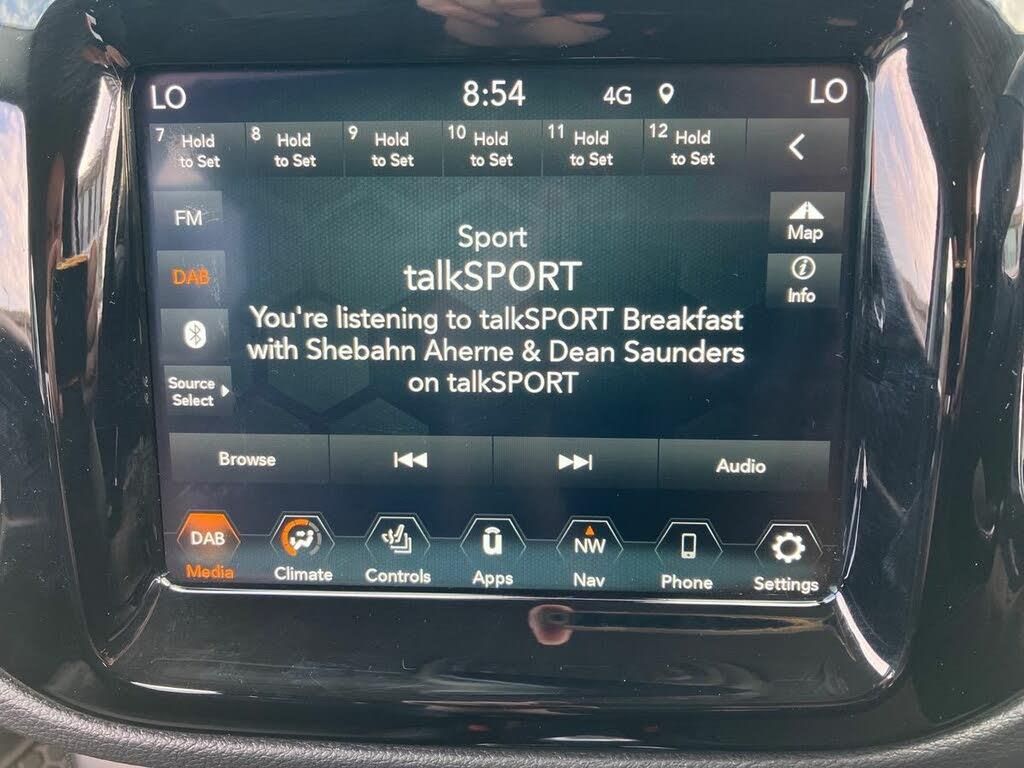 LO 8:54 4G LO
7 Hold to Set
8 Hold to Set
9 Hold to Set
10 Hold to Set
11 Hold to Set
12 Hold to Set
FM
DAB
Source
Select
Sport
talkSPORT
You're listening to talkSPORT Breakfast
with Shebahn Aherne & Dean Saunders
on talkSPORT
Map
i
Info
Browse Audio
DAB
Media
Climate
Controls
u
Apps
NW
Nav
Phone
Settings